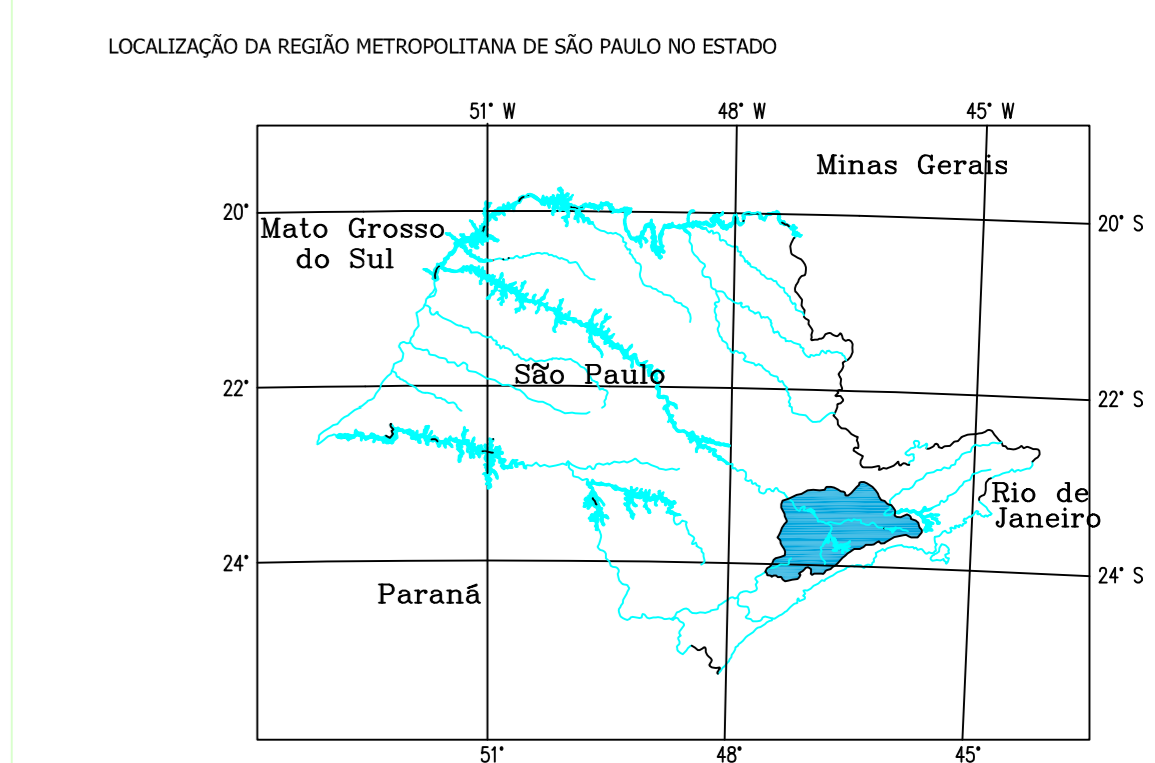 LOCALIZAÇÃO DA REGIÃO METROPOLITANA DE SÃO PAULO NO ESTADO
51° W
48° W
45° W
Minas Gerais
20°
20° S
Mato Grosso
do Sul
São Paulo
22°
22° S
Rio de
Janeiro
24°
24° S
Paraná
51°
48°
45°